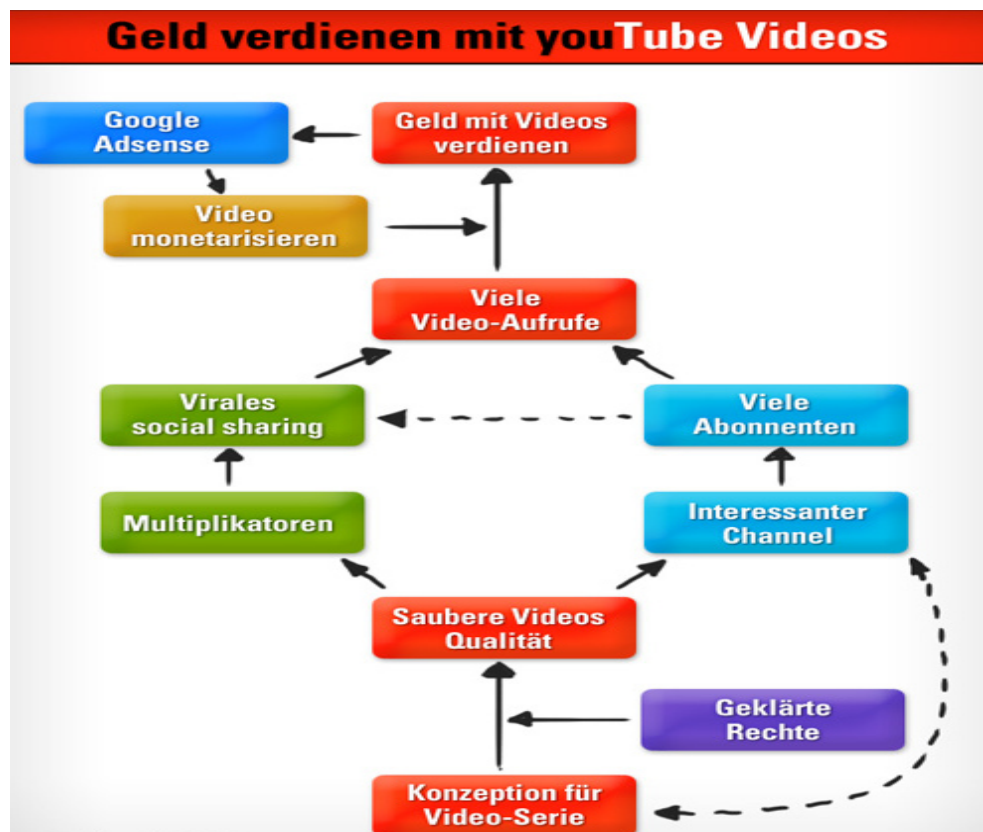 Geld verdienen mit youTube Videos
Google
Adsense
Geld mit Videos
verdienen
Video
monetarisieren
Viele
Video-Aufrufe
Virales
social sharing
Viele
Abonnenten
Multiplikatoren
Interessanter
Channel
Saubere Videos
Qualität
Geklärte
Rechte
Konzeption für
Video-Serie